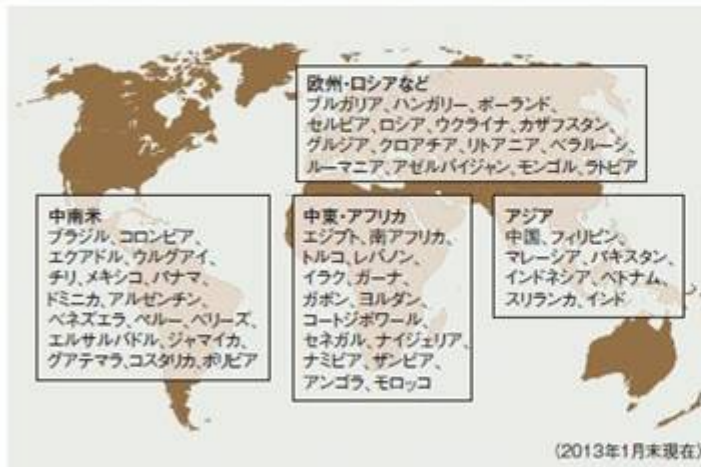 欧州・ロシアなど
ブルガリア、ハンガリー、ポーランド、
セルビア、ロシア、ウクライナ、カザフスタン、
グルジア、クロアチア、リトアニア、ベラルーシ、
ルーマニア、アゼルバイジャン、モンゴル、ラトビア
中南米
ブラジル、コロンビア、
エクアドル、ウルグアイ、
チリ、メキシコ、パナマ、
ドミニカ、アルゼンチン、
ベネズエラ、ペルー、ベリーズ、
エルサルバドル、ジャマイカ、
グアテマラ、コスタリカ、ボリビア
中東・アフリカ
エジプト、南アフリカ、
トルコ、レバノン、
イラク、ガーナ、
ガボン、ヨルダン、
コートジボワール、
セネガル、ナイジェリア、
ナミビア、ザンビア、
アンゴラ、モロッコ
アジア
中国、フィリピン、
マレーシア、パキスタン、
インドネシア、ベトナム、
スリランカ、インド
(2013年1月末現在)